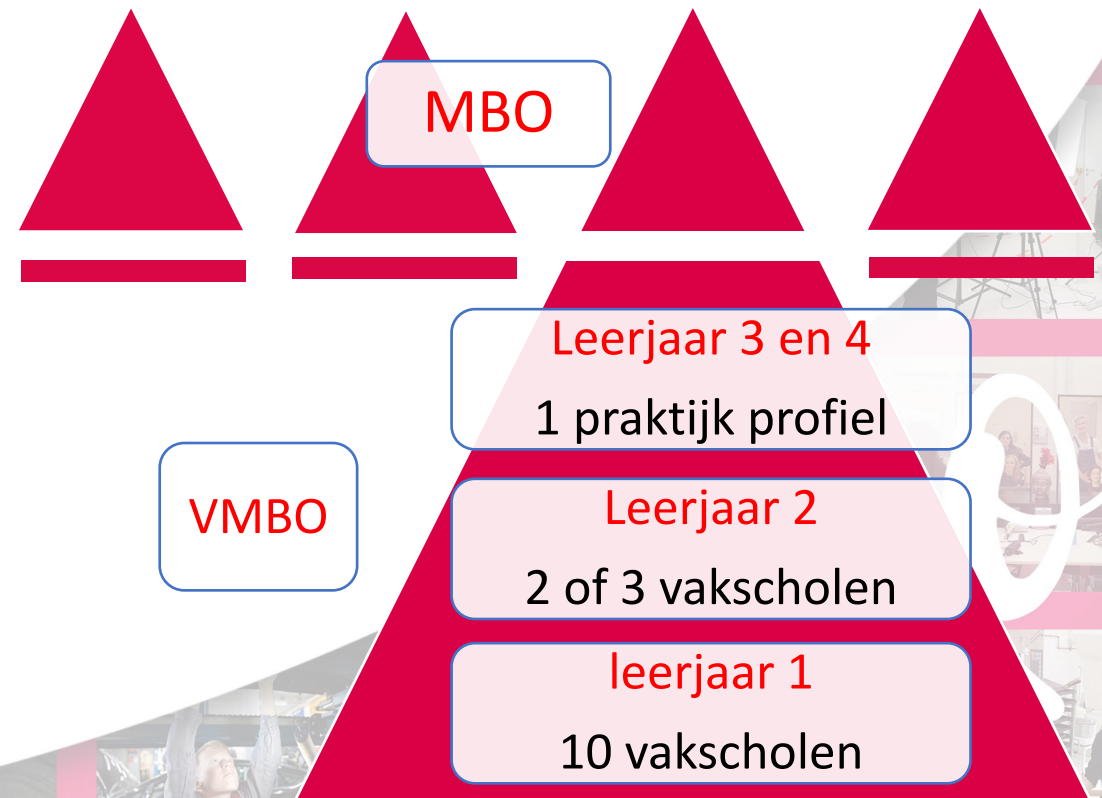 MBO
Leerjaar 3 en 4
1 praktijk profiel
VMBO
Leerjaar 2
2 of 3 vakscholen
leerjaar 1
10 vakscholen